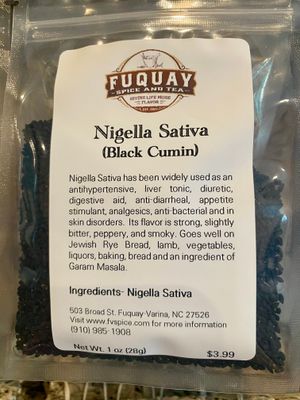 FUQUAY
SPICE AND TEA
GIVING LIFE MORE
FLAVOR
Nigella Sativa
(Black Cumin)
Nigella Sativa has been widely used as an
antihypertensive, liver tonic, diuretic,
digestive aid, anti-diarrheal, appetite
stimulant, analgesics, anti-bacterial and in
skin disorders. Its flavor is strong, slightly
bitter, peppery, and smoky. Goes well on
Jewish Rye Bread, lamb, vegetables,
liquors, baking, bread and an ingredient of
Garam Masala.
Ingredients- Nigella Sativa
503 Broad St. Fuquay-Varina, NC 27526
Visit www.fvspice.com for more information
(910) 985- 1908
Net Wt. 1 oz (28g)
$3.99